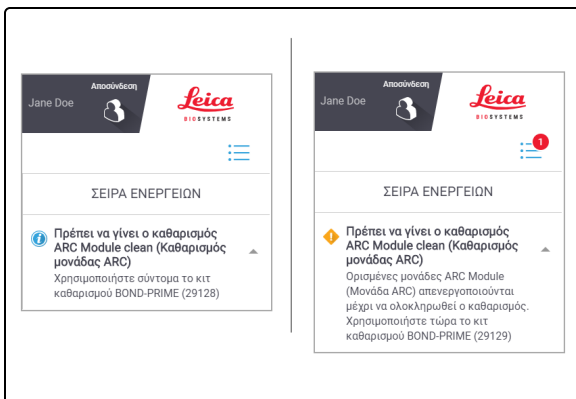 Αποσύνδεση
Jane Doe
Leica
BIOSYSTEMS
ΣΕΙΡΑ ΕΝΕΡΓΕΙΩΝ
Πρέπει να γίνει ο καθαρισμός
ARC Module clean (Καθαρισμός
μονάδας ARC)
Χρησιμοποιήστε σύντομα το κιτ
καθαρισμού BOND-PRIME (29128)
Αποσύνδεση
Jane Doe
Leica
BIOSYSTEMS
1
ΣΕΙΡΑ ΕΝΕΡΓΕΙΩΝ
Πρέπει να γίνει ο καθαρισμός
ARC Module clean (Καθαρισμός
μονάδας ARC)
Ορισμένες μονάδες ARC Module
(Μονάδα ARC) απενεργοποιούνται
μέχρι να ολοκληρωθεί ο καθαρισμός.
Χρησιμοποιήστε τώρα το κιτ
καθαρισμού BOND-PRIME (29129)